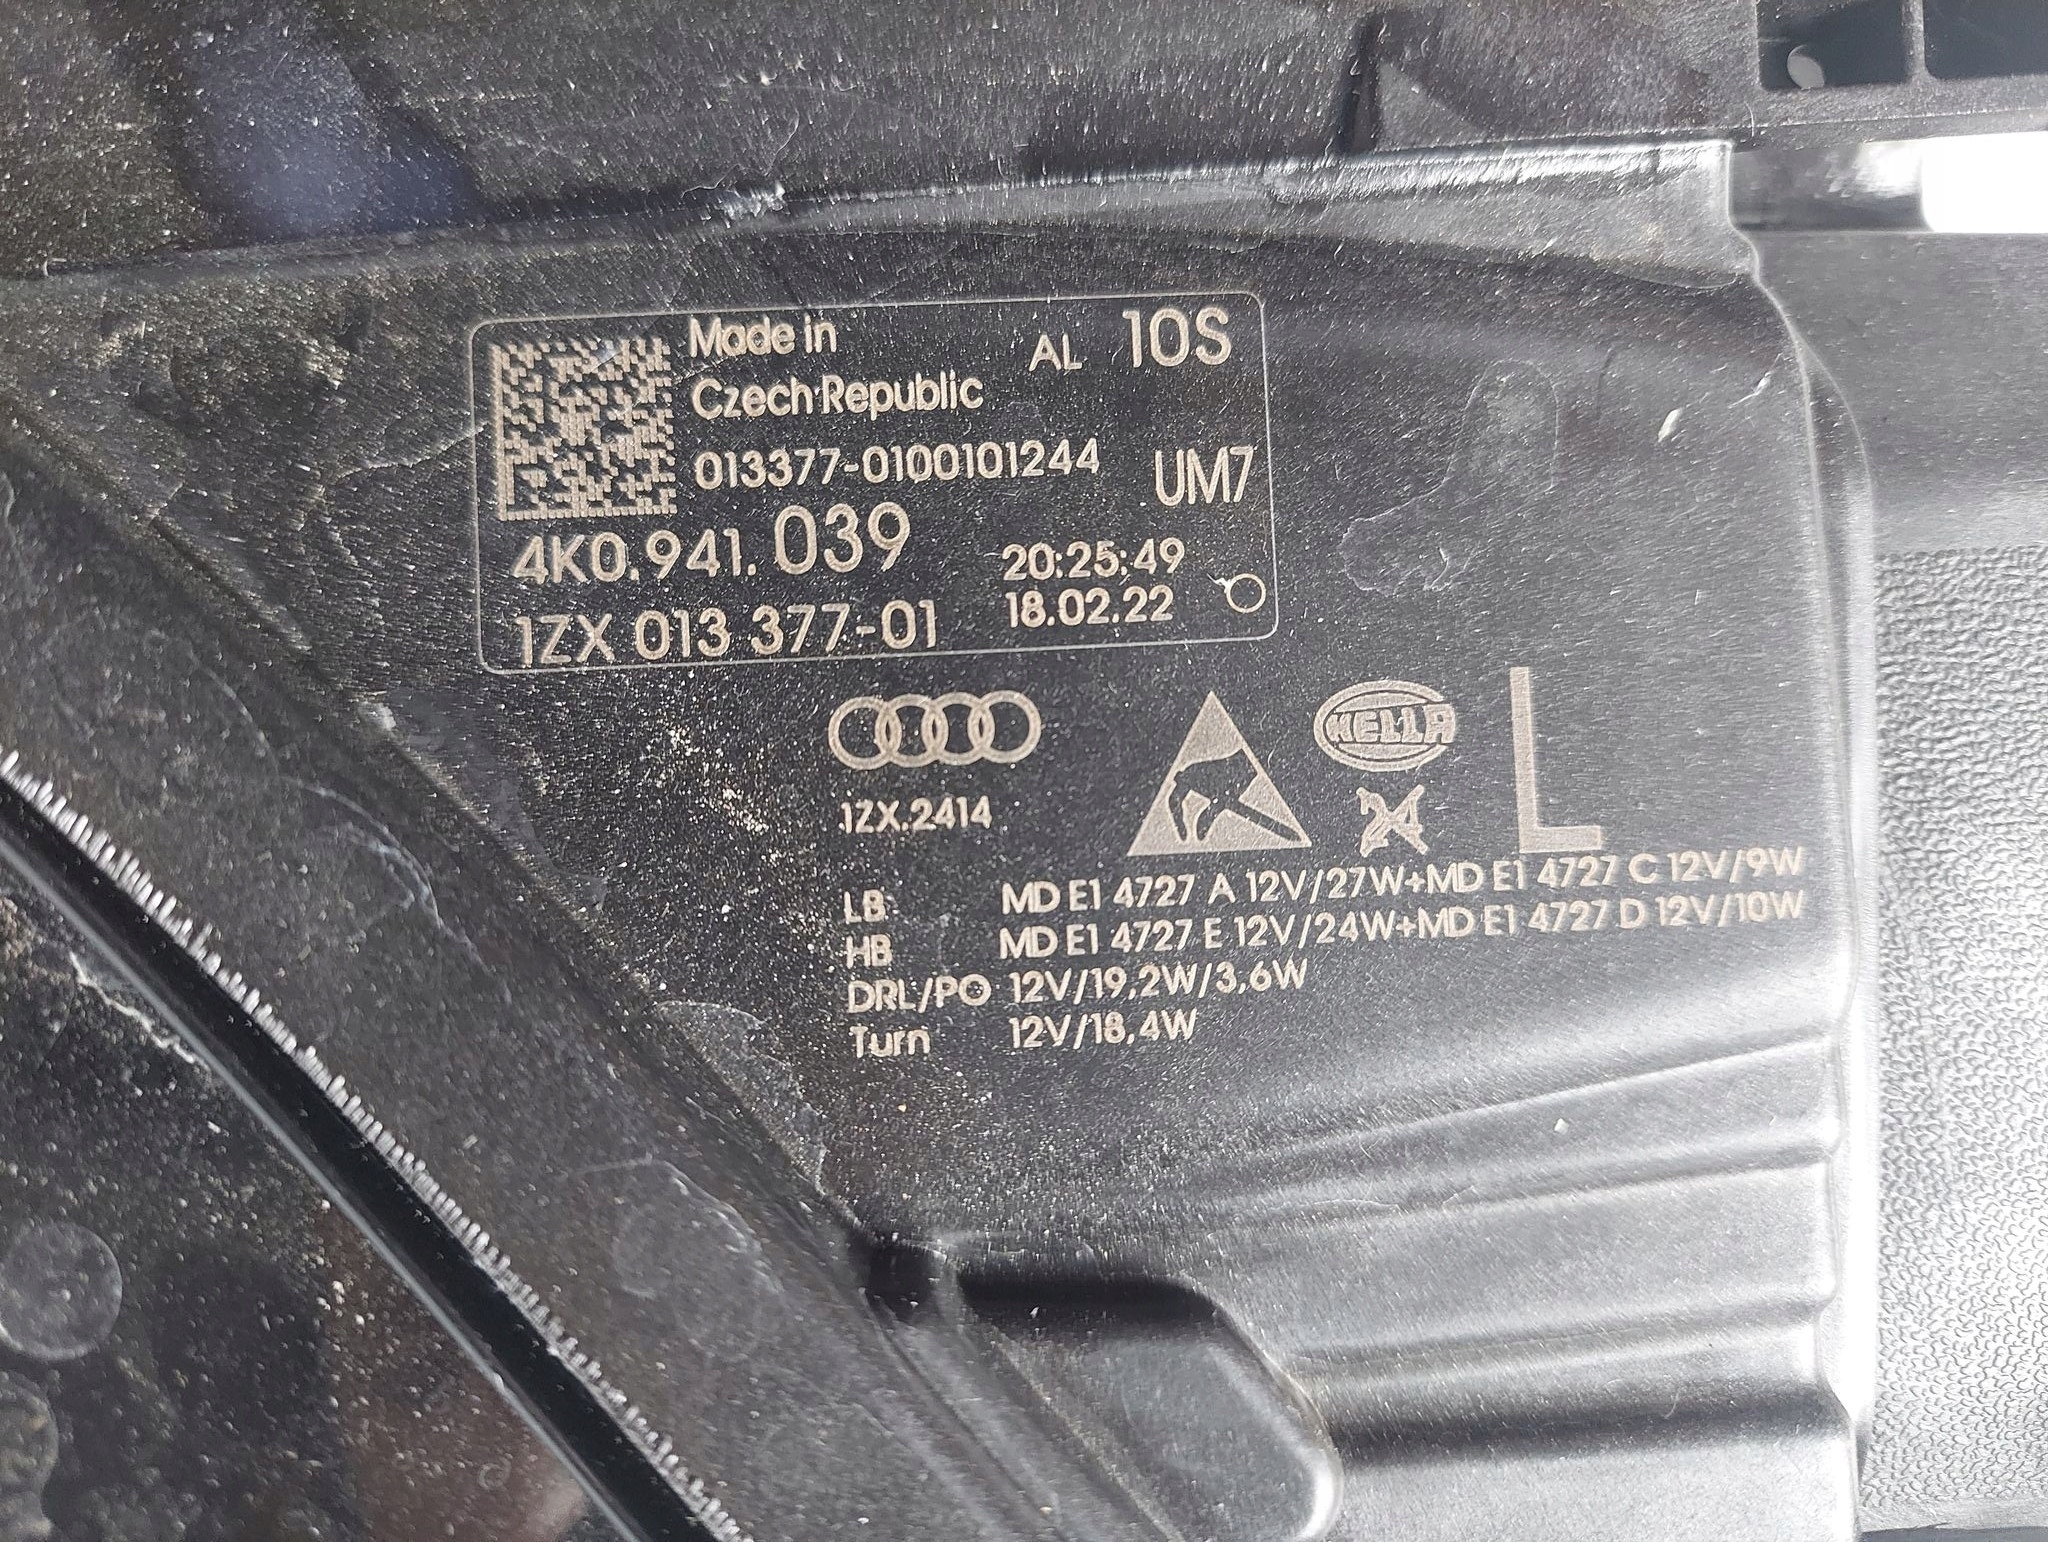 Made in AL 10S
Czech Republic
013377-0100101244 UM7
4K0.941.039 20:25:49
1ZX 013 377-01 18.02.22
HELLA L
1ZX.2414 24
LB MD E1 4727 A 12V/27W+MD E1 4727 C 12V/9W
HB MD E1 4727 E 12V/24W+MD E1 4727 D 12V/10W
DRL/PO 12V/19,2W/3,6W
Turn 12V/18,4W